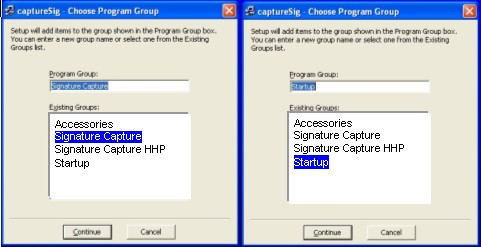 captureSig - Choose Program Group
Setup will add items to the group shown in the Program Group box.
You can enter a new group name or select one from the Existing
Groups list.
Program Group:
Signature Capture
Existing Groups:
Accessories
Signature Capture
Signature Capture HHP
Startup
Continue
Cancel
captureSig - Choose Program Group
Setup will add items to the group shown in the Program Group box.
You can enter a new group name or select one from the Existing
Groups list.
Program Group:
Startup
Existing Groups:
Accessories
Signature Capture
Signature Capture HHP
Startup
Continue
Cancel